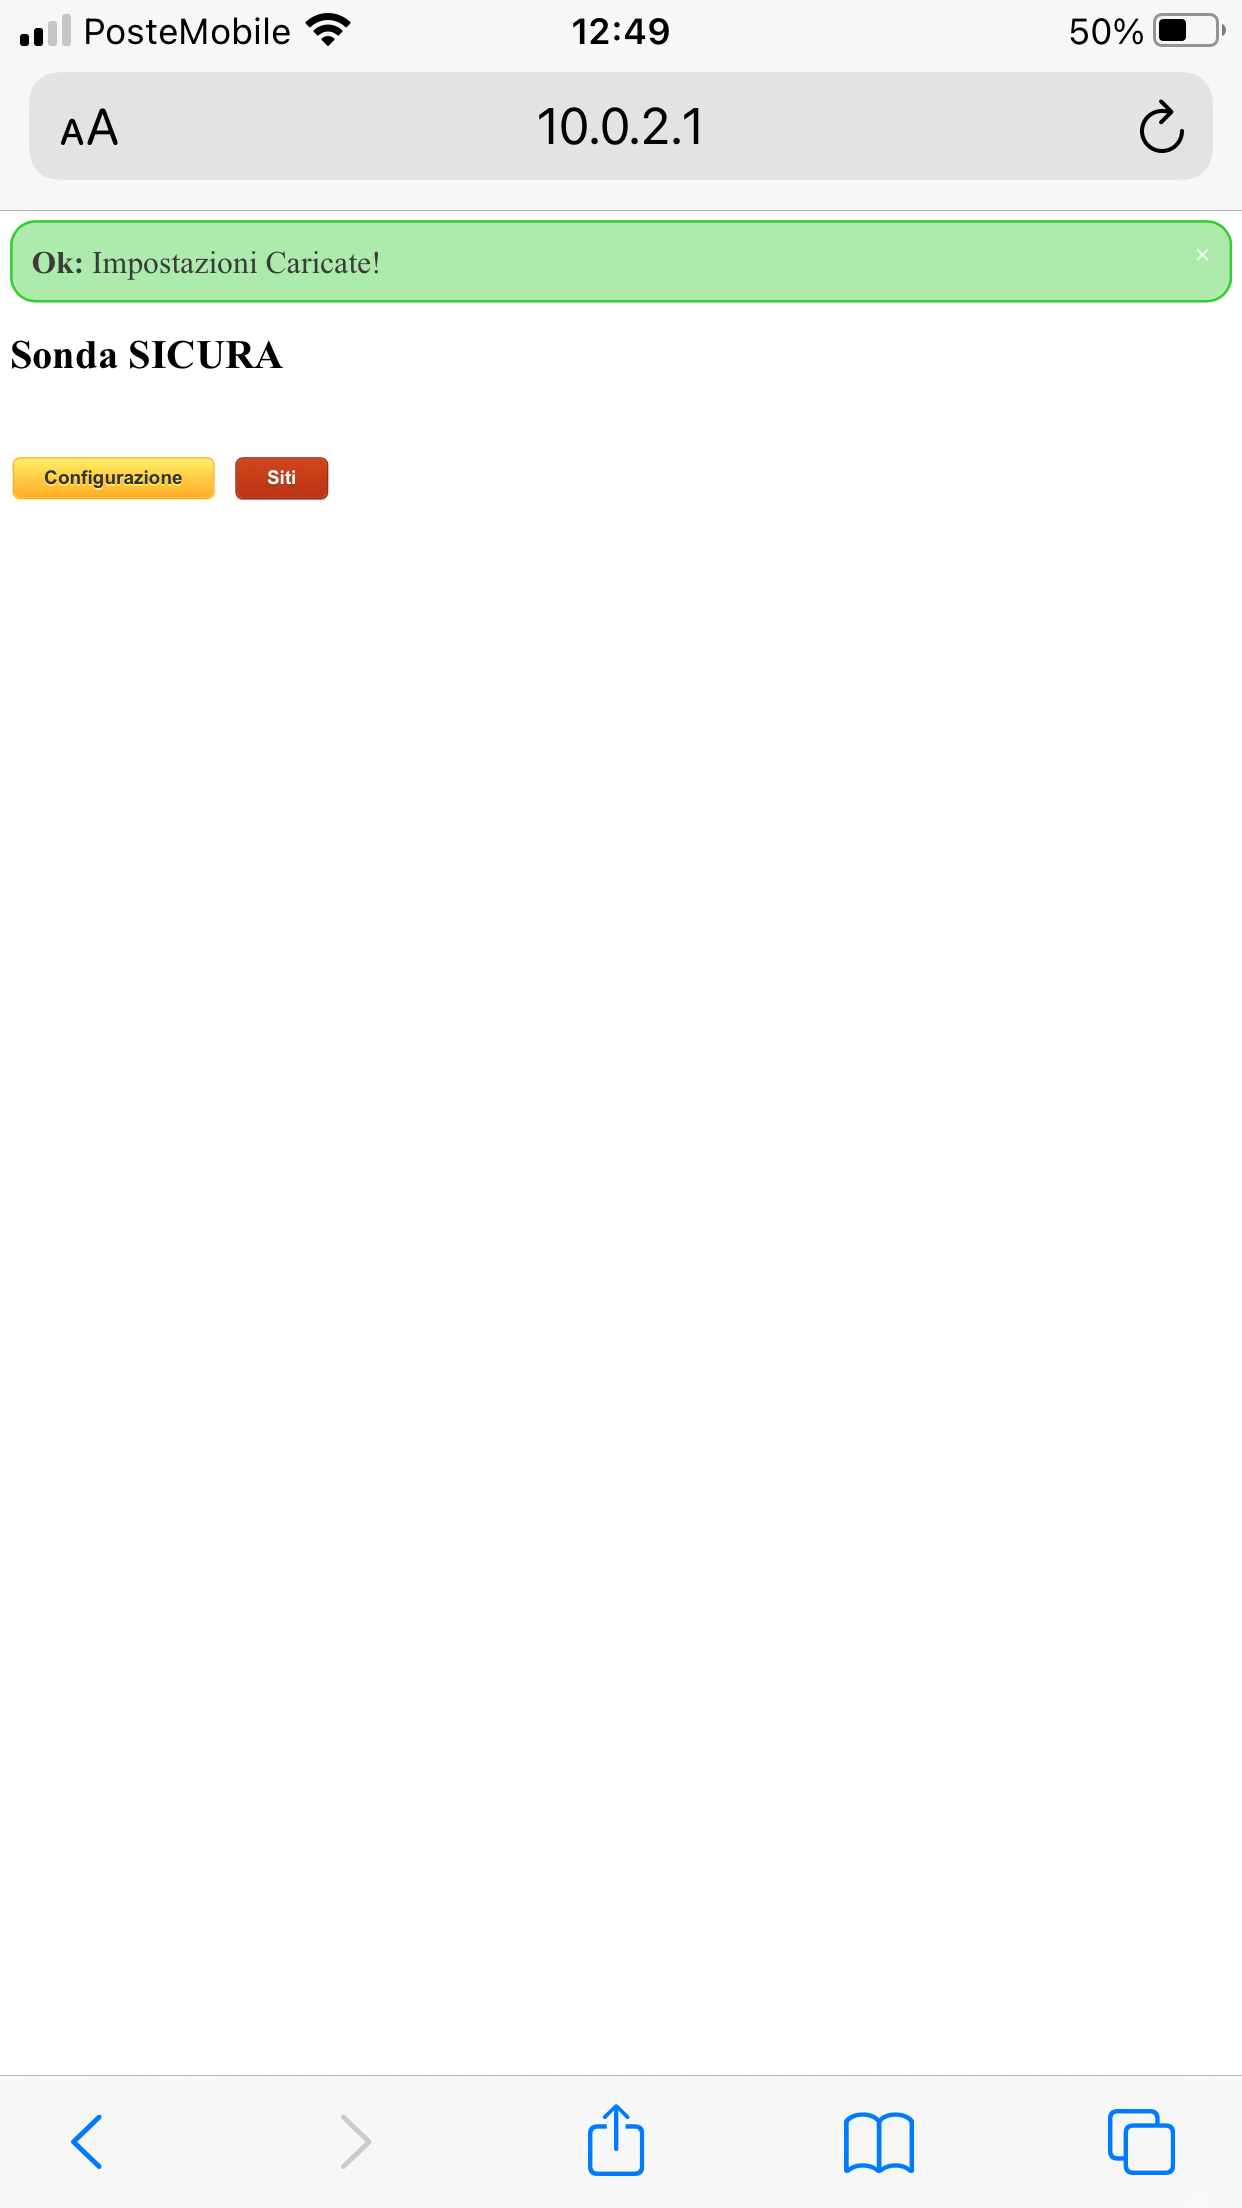 PosteMobile 12:49 50%
AA 10.0.2.1
Ok: Impostazioni Caricate! ×
Sonda SICURA
Configurazione Siti